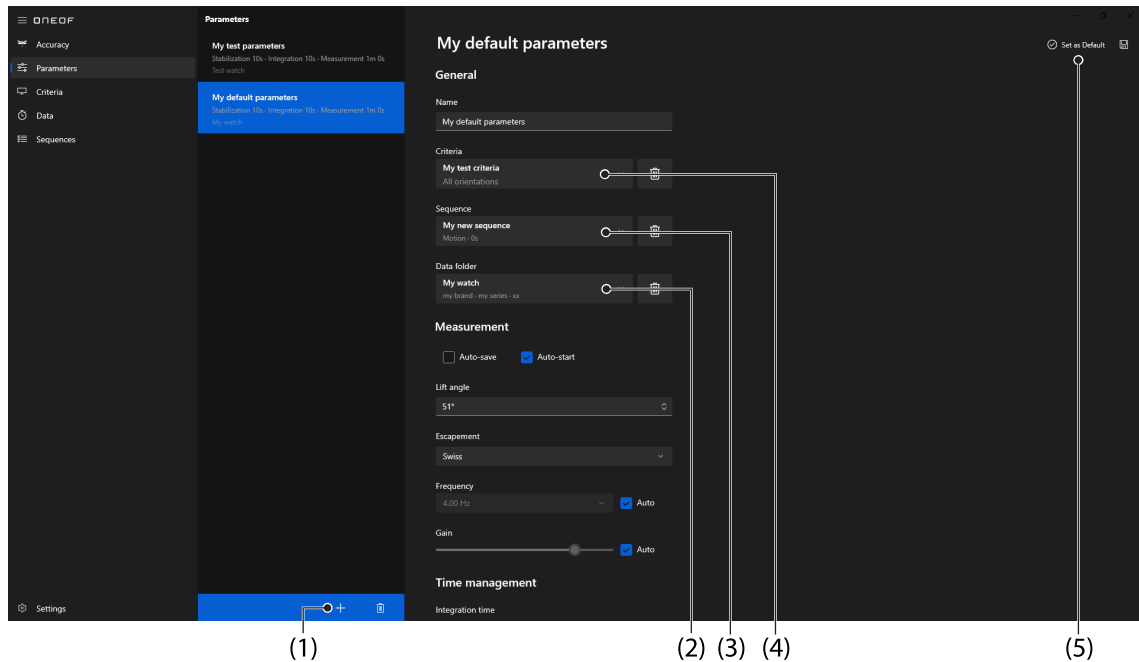 ONEOF
Accuracy
Parameters
Criteria
Data
Sequences
Settings
Parameters
My test parameters
Stabilization 10s - Integration 10s - Measurement 1m 0s
Test watch
My default parameters
Stabilization 10s - Integration 10s - Measurement 1m 0s
My watch
My default parameters
Set as Default
General
Name
My default parameters
Criteria
My test criteria
All orientations
Sequence
My new sequence
Motion - 0s
Data folder
My watch
my brand - my series - xx
Measurement
Auto-save Auto-start
Lift angle
51°
Escapement
Swiss
Frequency
4.00 Hz Auto
Gain
Auto
Time management
Integration time
(1) (2) (3) (4) (5)